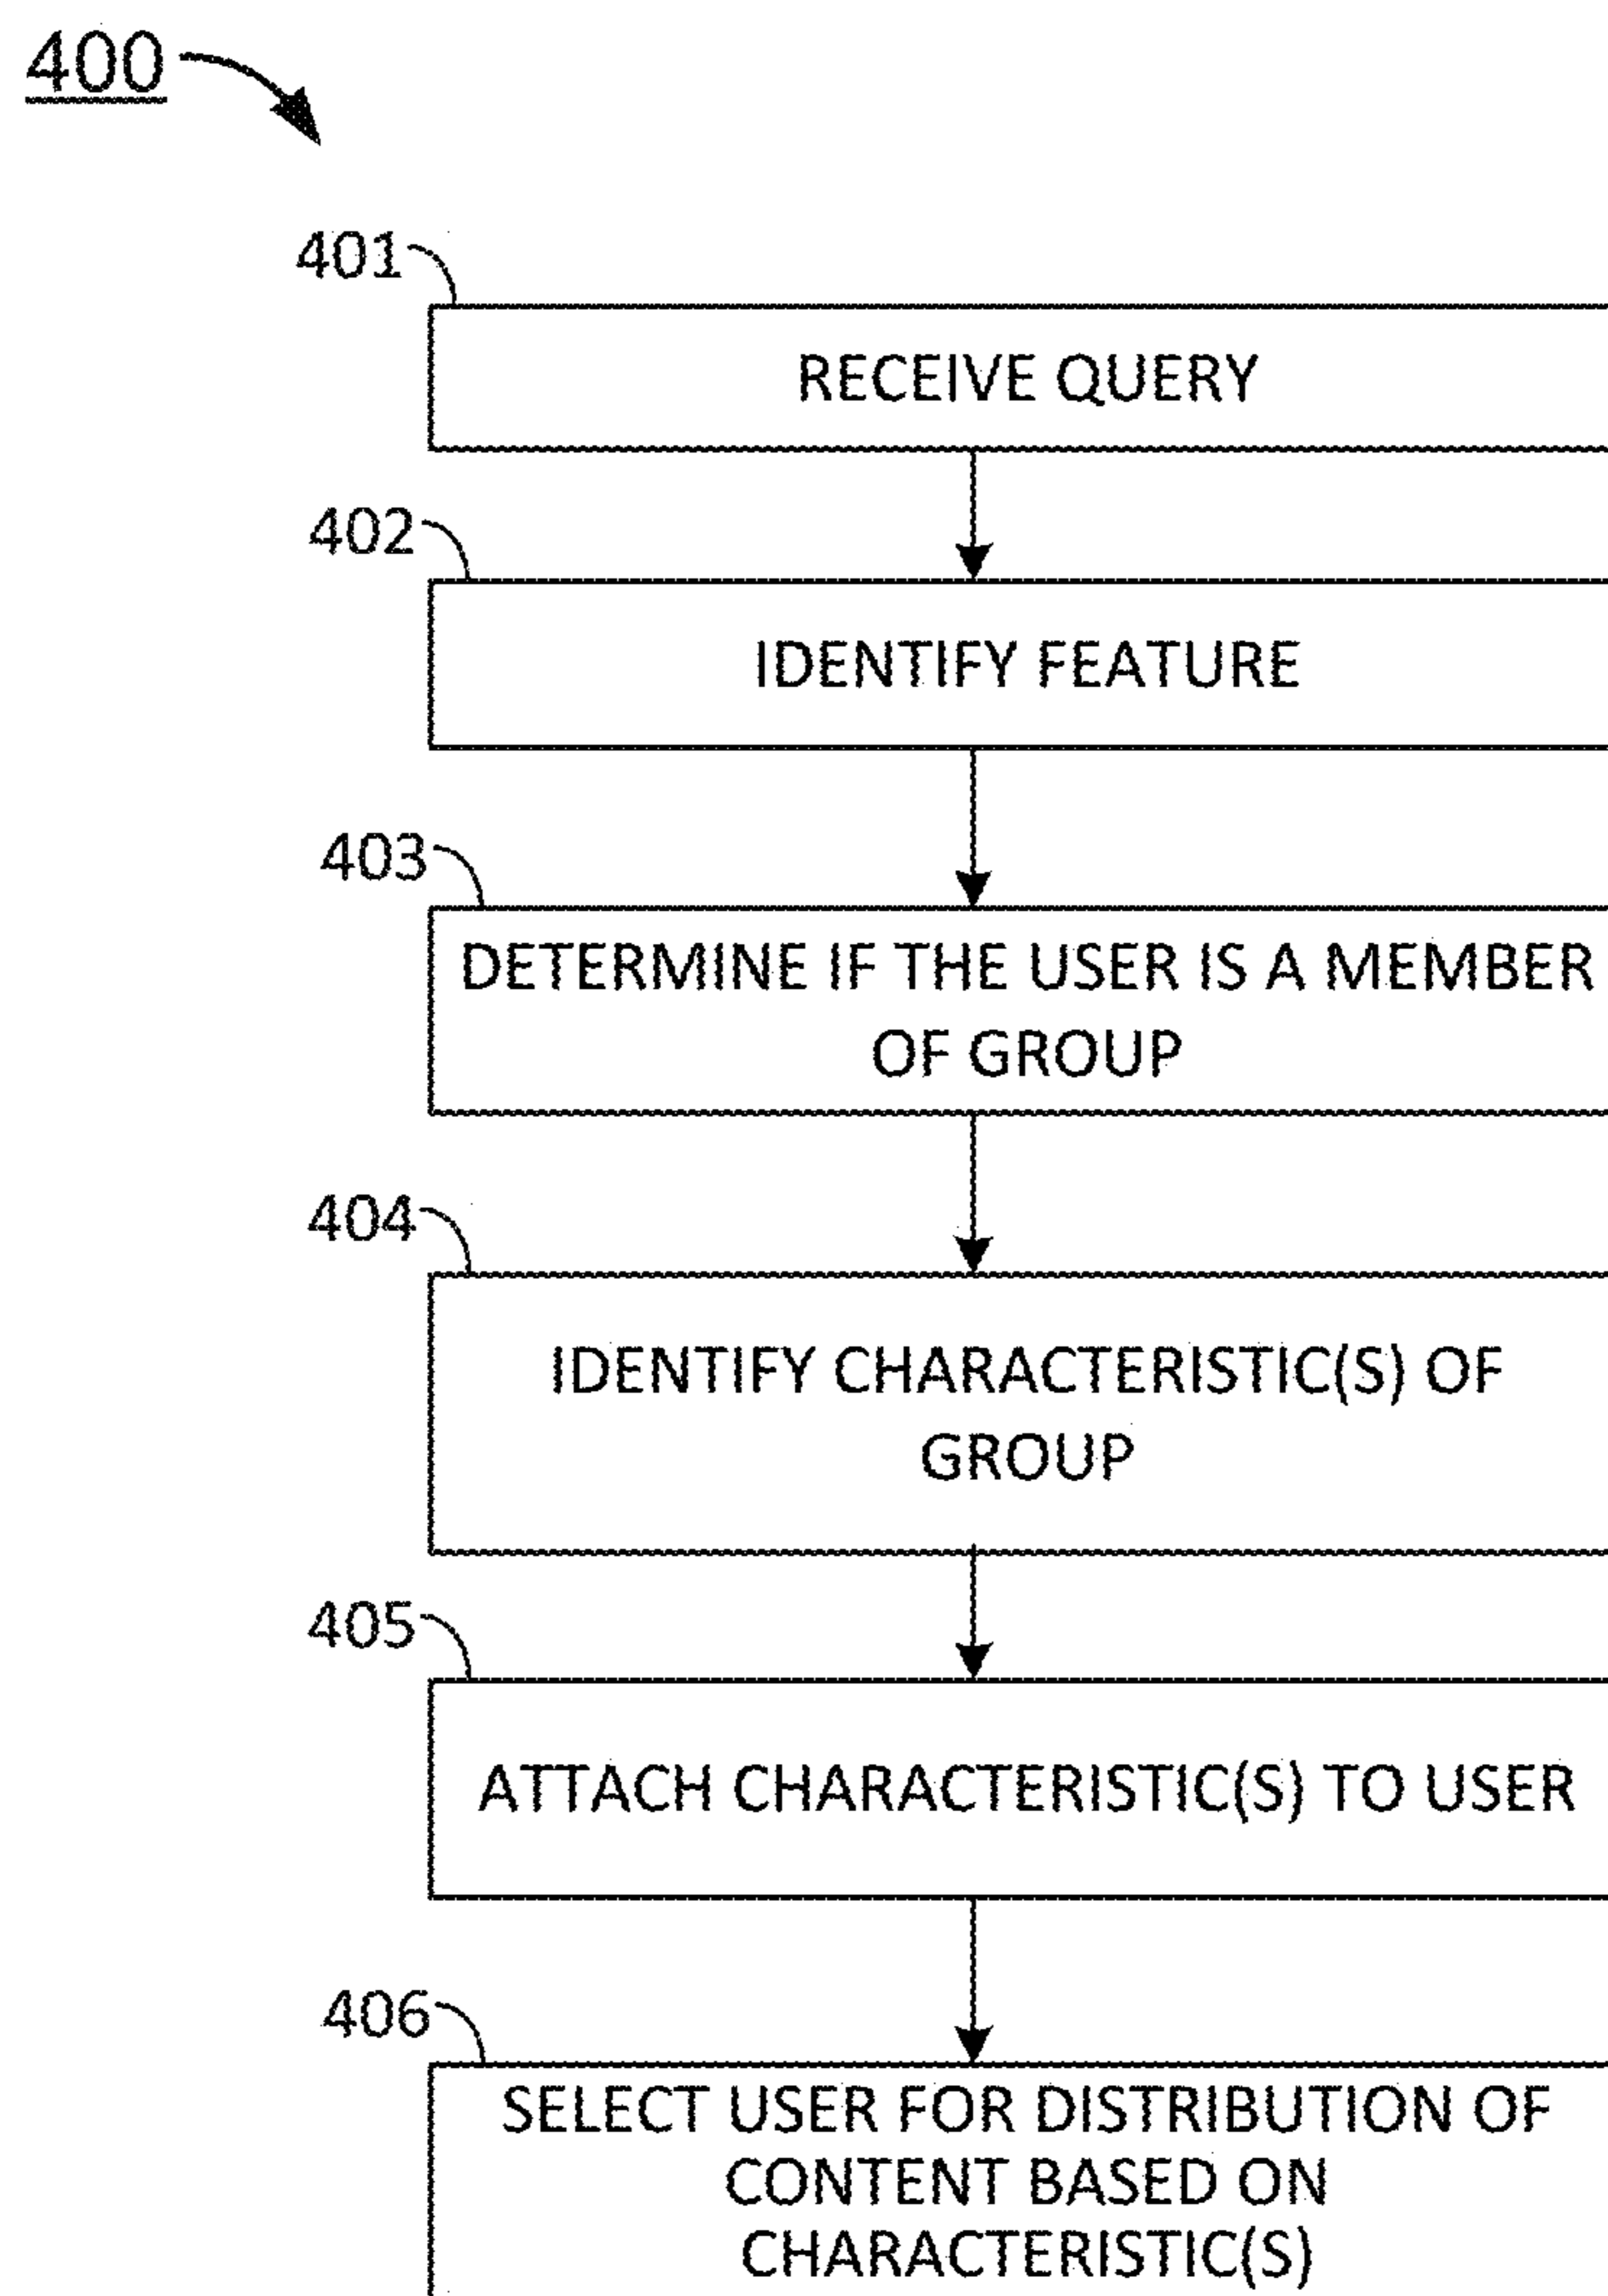 400
401
RECEIVE QUERY
402
IDENTIFY FEATURE
403
DETERMINE IF THE USER IS A MEMBER
OF GROUP
404
IDENTIFY CHARACTERISTIC(S) OF
GROUP
405
ATTACH CHARACTERISTIC(S) TO USER
406
SELECT USER FOR DISTRIBUTION OF
CONTENT BASED ON
CHARACTERISTIC(S)